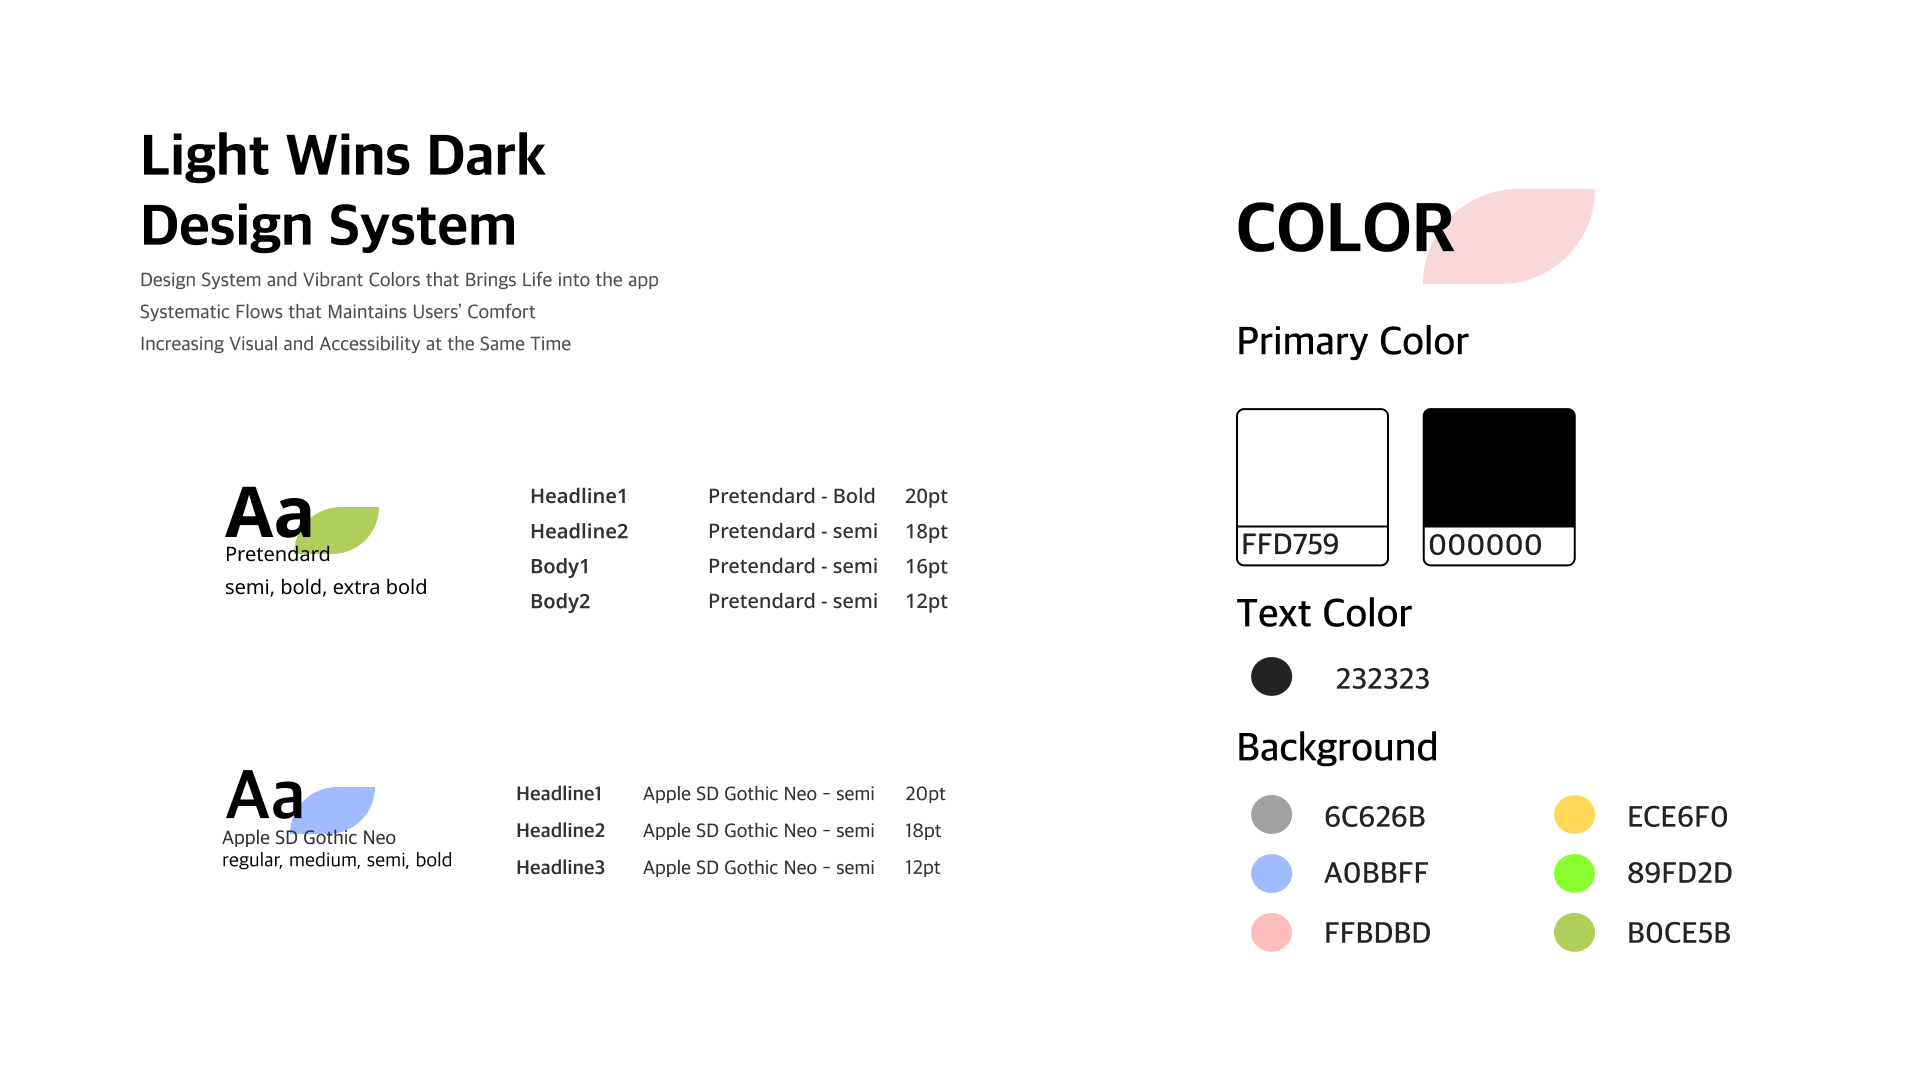 Light Wins Dark
Design System
Design System and Vibrant Colors that Brings Life into the app
Systematic Flows that Maintains Users’ Comfort
Increasing Visual and Accessibility at the Same Time
Aa
Pretendard
semi, bold, extra bold
Headline1 Pretendard - Bold 20pt
Headline2 Pretendard - semi 18pt
Body1 Pretendard - semi 16pt
Body2 Pretendard - semi 12pt
Aa
Apple SD Gothic Neo
regular, medium, semi, bold
Headline1 Apple SD Gothic Neo - semi 20pt
Headline2 Apple SD Gothic Neo - semi 18pt
Headline3 Apple SD Gothic Neo - semi 12pt
COLOR
Primary Color
FFD759 000000
Text Color
232323
Background
6C626B ECE6F0
A0BBFF 89FD2D
FFBDBD B0CE5B